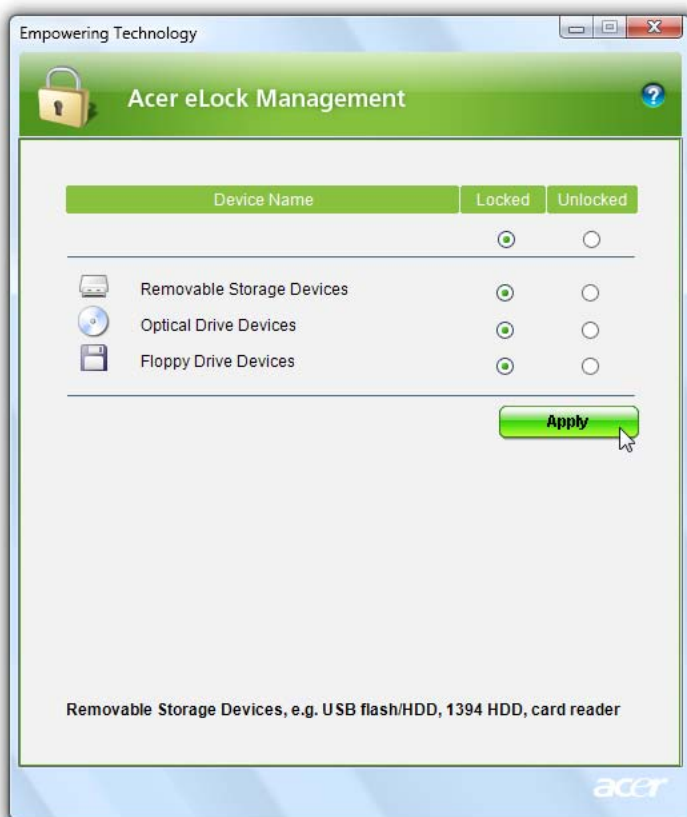 Empowering Technology
Acer eLock Management
?
Device Name Locked Unlocked
Removable Storage Devices
Optical Drive Devices
Floppy Drive Devices
Apply
Removable Storage Devices, e.g. USB flash/HDD, 1394 HDD, card reader
acer